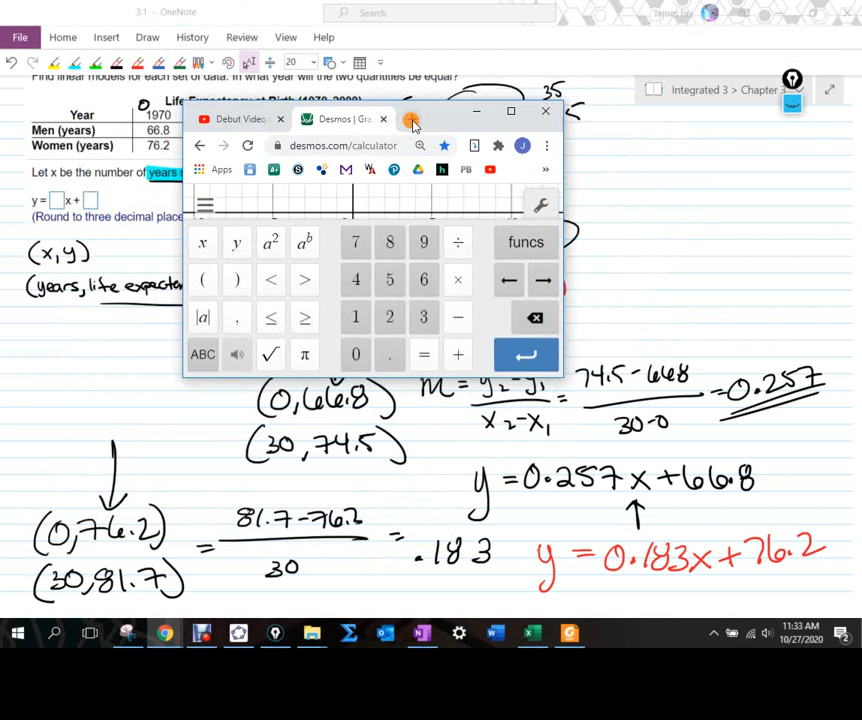 3.1 - OneNote
Search
James Fay
File Home Insert Draw History Review View Help
20
Find linear models for each set of data. In what year will the two quantities be equal?
35
Integrated 3 > Chapter 3
0
Year 1970
Men (years) 66.8
Women (years) 76.2
Let x be the number of years
y = x +
(Round to three decimal place
(x,y)
(years, life expectan
Debut Video
Desmos | Gra
desmos.com/calculator
Apps
PB
x y a² aᵇ 7 8 9 ÷ funcs
( ) < > 4 5 6 × ← →
|a| , ≤ ≥ 1 2 3 −
ABC √ π 0 . = +
(0,66.8)
(30,74.5)
m = y₂-y₁ / x₂-x₁ = 74.5-66.8 / 30-0 = 0.257
y = 0.257x+66.8
(0,76.2)
(30,81.7)
= 81.7-76.2 / 30 = .183
y = 0.183x+76.2
11:33 AM
10/27/2020
2